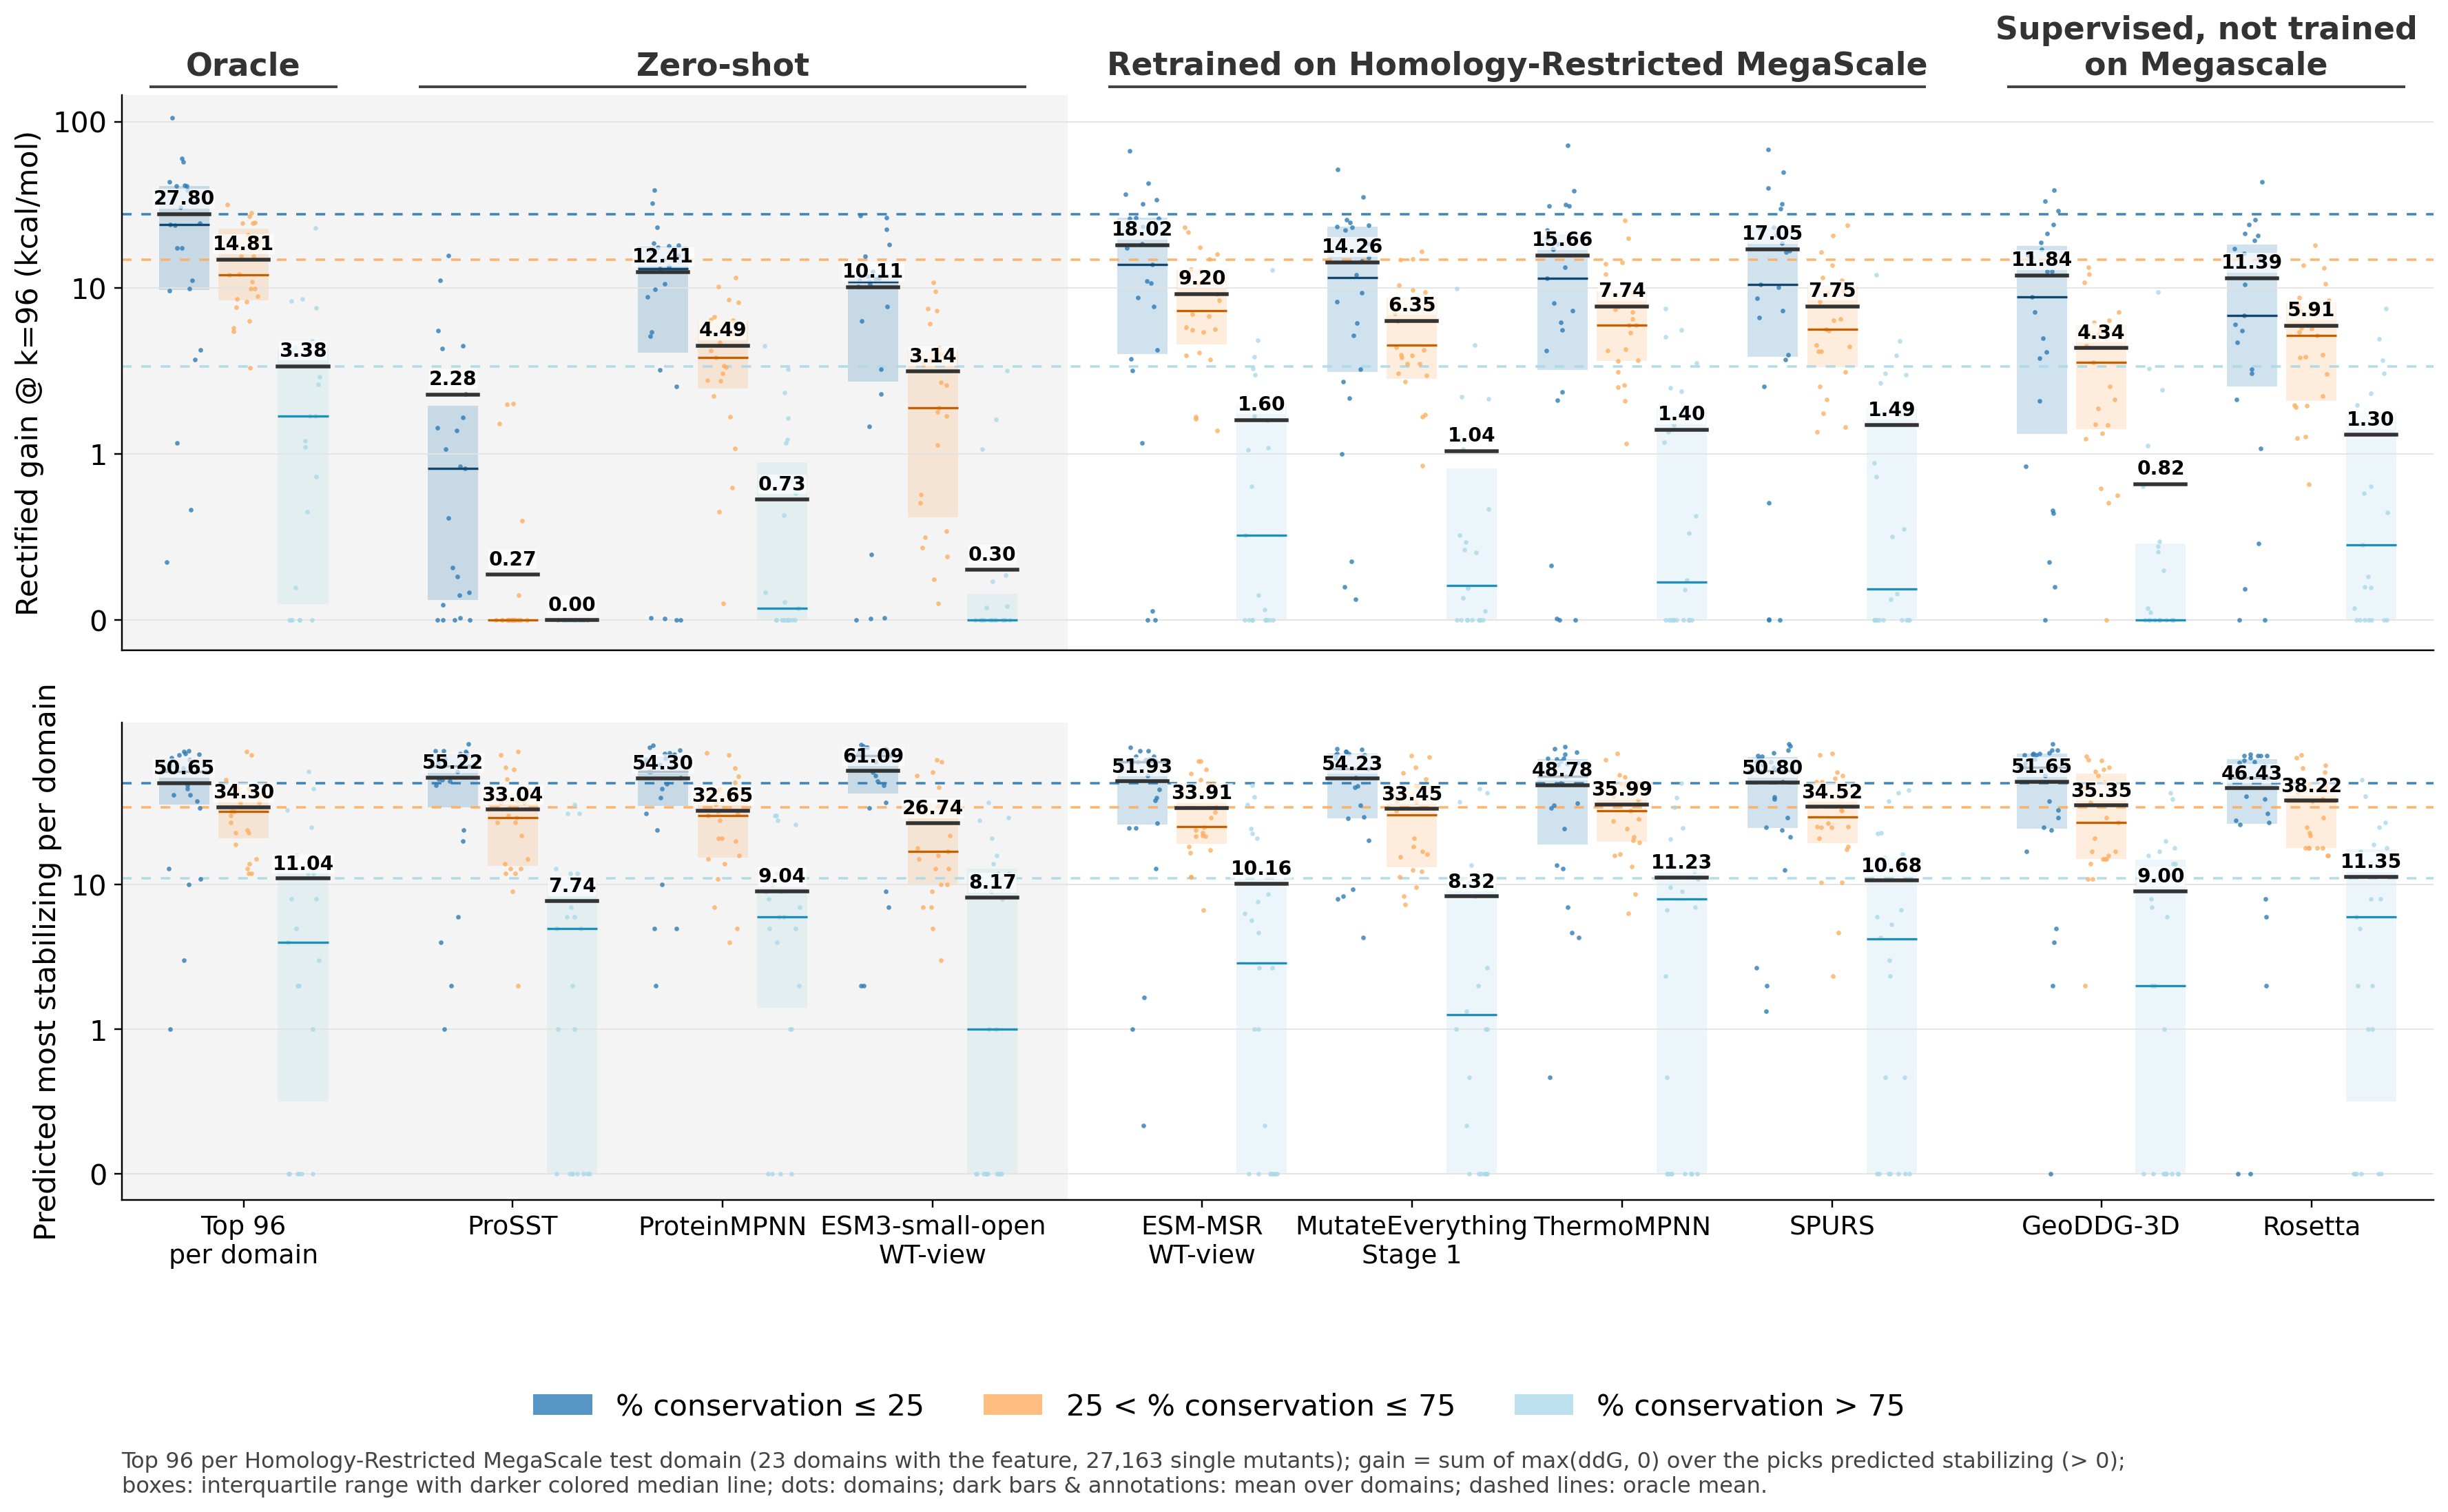 Oracle
Zero-shot
Retrained on Homology-Restricted MegaScale
Supervised, not trained
on Megascale
Rectified gain @ k=96 (kcal/mol)
100
10
1
0
27.80
14.81
3.38
2.28
0.27
0.00
12.41
4.49
0.73
10.11
3.14
0.30
18.02
9.20
1.60
14.26
6.35
1.04
15.66
7.74
1.40
17.05
7.75
1.49
11.84
4.34
0.82
11.39
5.91
1.30
Predicted most stabilizing per domain
10
1
0
50.65
34.30
11.04
55.22
33.04
7.74
54.30
32.65
9.04
61.09
26.74
8.17
51.93
33.91
10.16
54.23
33.45
8.32
48.78
35.99
11.23
50.80
34.52
10.68
51.65
35.35
9.00
46.43
38.22
11.35
Top 96
per domain
ProSST
ProteinMPNN
ESM3-small-open
WT-view
ESM-MSR
WT-view
MutateEverything
Stage 1
ThermoMPNN
SPURS
GeoDDG-3D
Rosetta
% conservation ≤ 25
25 < % conservation ≤ 75
% conservation > 75
Top 96 per Homology-Restricted MegaScale test domain (23 domains with the feature, 27,163 single mutants); gain = sum of max(ddG, 0) over the picks predicted stabilizing (> 0);
boxes: interquartile range with darker colored median line; dots: domains; dark bars & annotations: mean over domains; dashed lines: oracle mean.